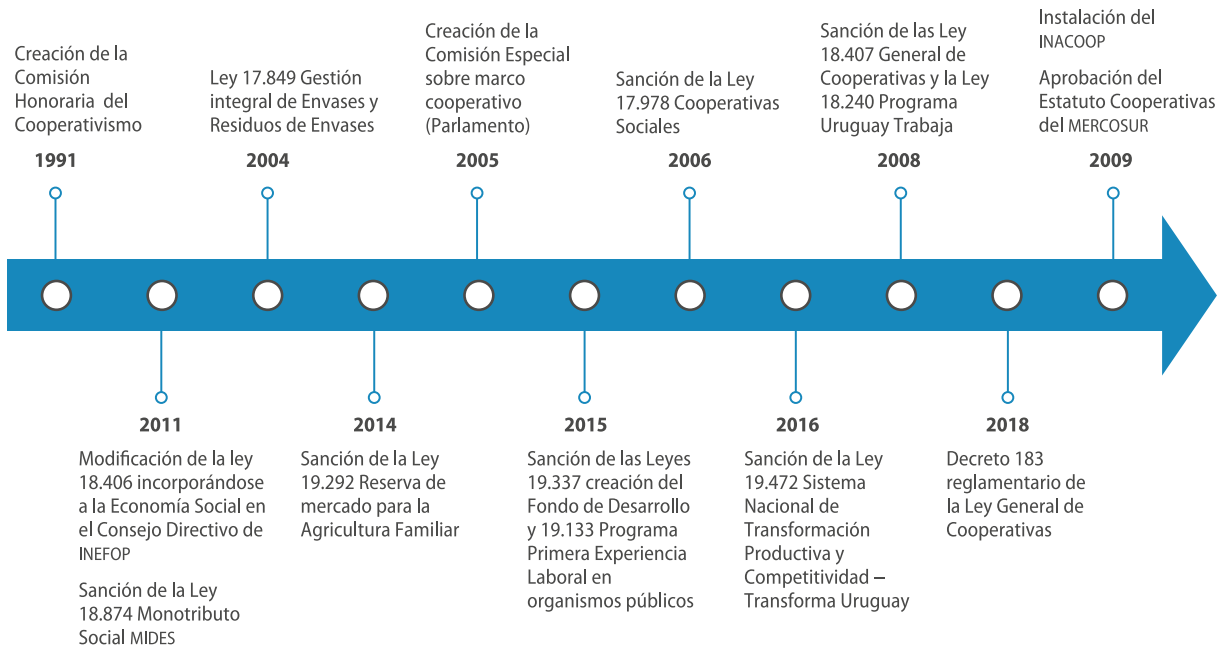 Creación de la
Comisión
Honoraria del
Cooperativismo
1991
Ley 17.849 Gestión
integral de Envases y
Residuos de Envases
2004
Creación de la
Comisión Especial
sobre marco
cooperativo
(Parlamento)
2005
Sanción de la Ley
17.978 Cooperativas
Sociales
2006
Sanción de las Ley
18.407 General de
Cooperativas y la Ley
18.240 Programa
Uruguay Trabaja
2008
Instalación del
INACOOP
Aprobación del
Estatuto Cooperativas
del MERCOSUR
2009
2011
Modificación de la ley
18.406 incorporándose
a la Economía Social en
el Consejo Directivo de
INEFOP
Sanción de la Ley
18.874 Monotributo
Social MIDES
2014
Sanción de la Ley
19.292 Reserva de
mercado para la
Agricultura Familiar
2015
Sanción de las Leyes
19.337 creación del
Fondo de Desarrollo
y 19.133 Programa
Primera Experiencia
Laboral en
organismos públicos
2016
Sanción de la Ley
19.472 Sistema
Nacional de
Transformación
Productiva y
Competitividad –
Transforma Uruguay
2018
Decreto 183
reglamentario de
la Ley General de
Cooperativas